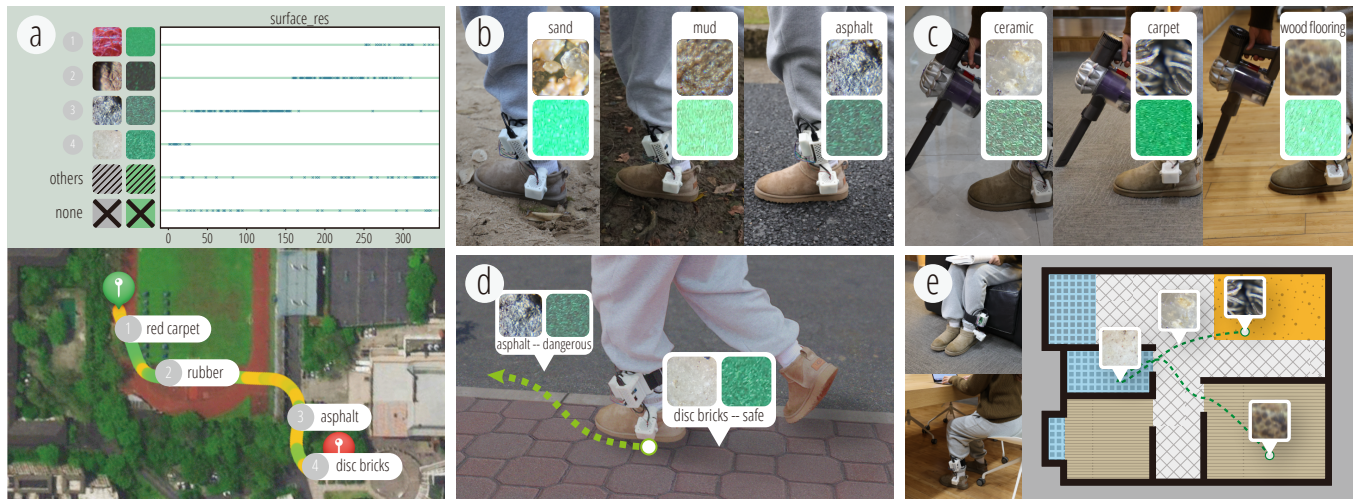 a
surface_res
1
2
3
4
others
none
0
50
100
150
200
250
300
1
red carpet
2
rubber
3
asphalt
4
disc bricks
b
sand
mud
asphalt
c
ceramic
carpet
wood flooring
d
asphalt -- dangerous
disc bricks -- safe
e